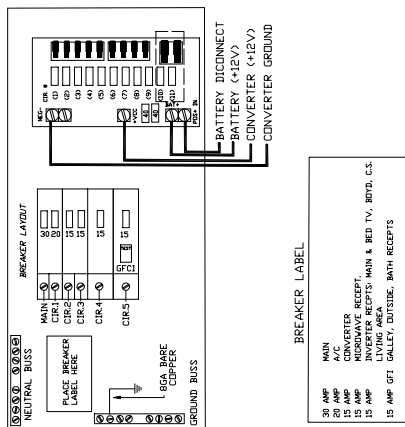 CIR #
(1)
(2)
(3)
(4)
(5)
(6)
(7)
(8)
(9)
(10)
(11)
NEG-
+VCC
40
40
BAT+
POS+ IN
BATTERY DICONNECT
BATTERY (+12V)
CONVERTER (+12V)
CONVERTER GROUND
BREAKER LAYOUT
30
20
15
15
15
15
TEST
GFCI
MAIN
CIR.1
CIR.2
CIR.3
CIR.4
CIR.5
NEUTRAL BUSS
PLACE BREAKER
LABEL HERE
8GA BARE
COPPER
GROUND BUSS
BREAKER LABEL
30 AMP MAIN
20 AMP A/C
15 AMP CONVERTER
15 AMP MICROWAVE RECEPT.
15 AMP INVERTER RECPTS: MAIN & BED TV, BDYD, C.S.
LIVING AREA
15 AMP GFI GALLEY, OUTSIDE, BATH RECEPTS